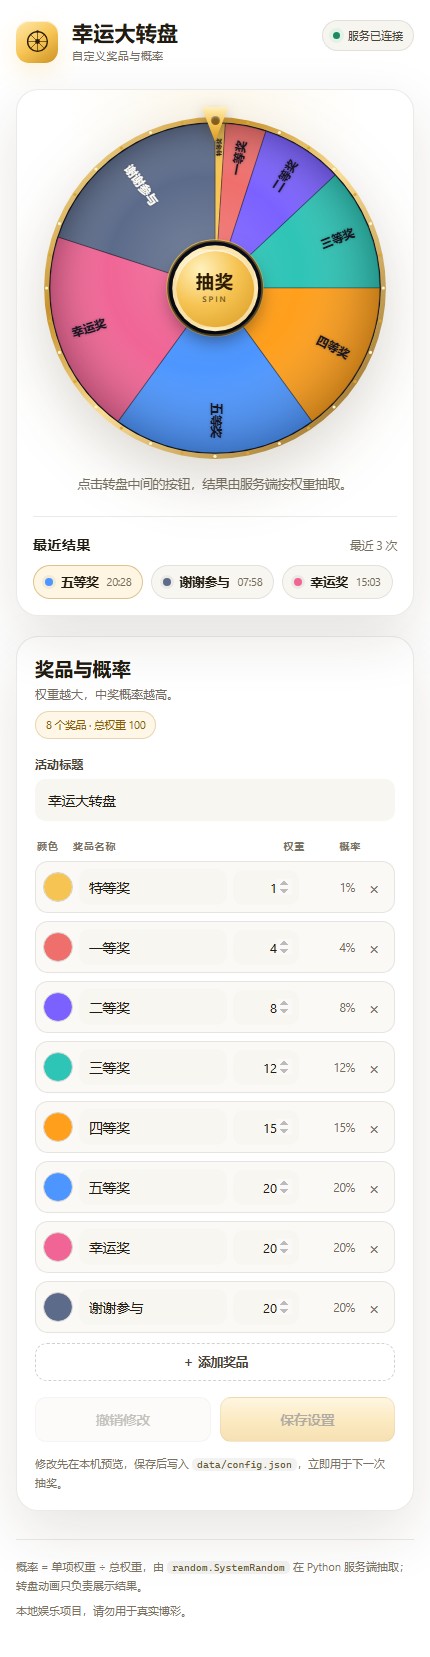 幸运大转盘
自定义奖品与概率
服务已连接
特等奖
一等奖
二等奖
三等奖
四等奖
五等奖
幸运奖
谢谢参与
抽奖
SPIN
点击转盘中间的按钮，结果由服务端按权重抽取。
最近结果
最近 3 次
五等奖 20:28
谢谢参与 07:58
幸运奖 15:03
奖品与概率
权重越大，中奖概率越高。
8 个奖品 · 总权重 100
活动标题
幸运大转盘
颜色 奖品名称 权重 概率
特等奖 1 1% ×
一等奖 4 4% ×
二等奖 8 8% ×
三等奖 12 12% ×
四等奖 15 15% ×
五等奖 20 20% ×
幸运奖 20 20% ×
谢谢参与 20 20% ×
+ 添加奖品
撤销修改
保存设置
修改先在本机预览，保存后写入 data/config.json ，立即用于下一次
抽奖。
概率 = 单项权重 ÷ 总权重，由 random.SystemRandom 在 Python 服务端抽取；
转盘动画只负责展示结果。
本地娱乐项目，请勿用于真实博彩。